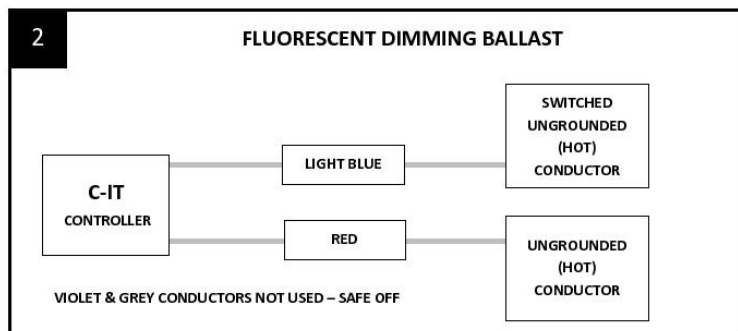 2
FLUORESCENT DIMMING BALLAST
C-IT
CONTROLLER
LIGHT BLUE
SWITCHED
UNGROUNDED
(HOT)
CONDUCTOR
RED
UNGROUNDED
(HOT)
CONDUCTOR
VIOLET & GREY CONDUCTORS NOT USED – SAFE OFF